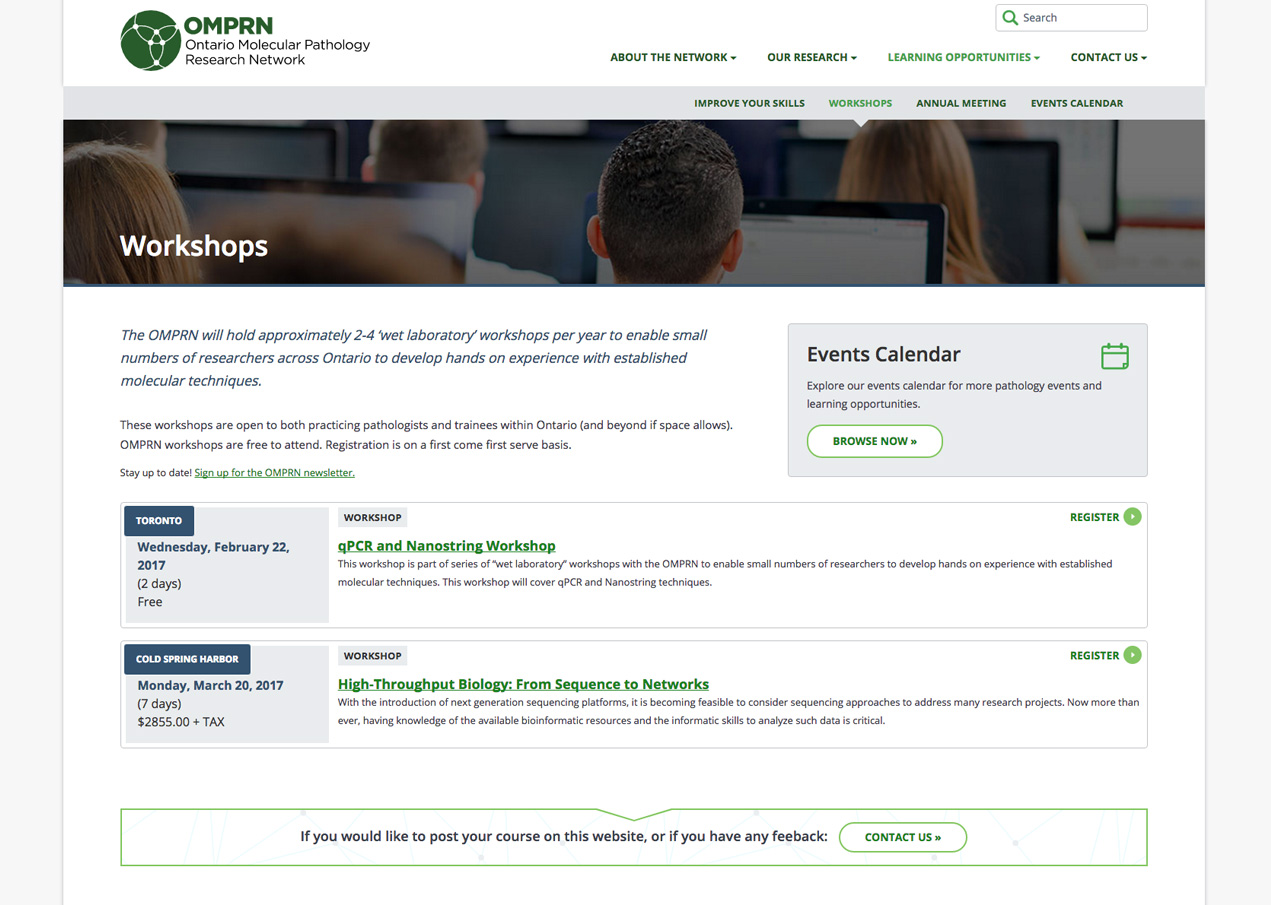 OMPRN
Ontario Molecular Pathology
Research Network
Search
ABOUT THE NETWORK
OUR RESEARCH
LEARNING OPPORTUNITIES
CONTACT US
IMPROVE YOUR SKILLS
WORKSHOPS
ANNUAL MEETING
EVENTS CALENDAR
Workshops
The OMPRN will hold approximately 2-4 ‘wet laboratory’ workshops per year to enable small
numbers of researchers across Ontario to develop hands on experience with established
molecular techniques.
These workshops are open to both practicing pathologists and trainees within Ontario (and beyond if space allows).
OMPRN workshops are free to attend. Registration is on a first come first serve basis.
Stay up to date! Sign up for the OMPRN newsletter.
Events Calendar
Explore our events calendar for more pathology events and
learning opportunities.
BROWSE NOW »
TORONTO
Wednesday, February 22,
2017
(2 days)
Free
WORKSHOP
REGISTER
qPCR and Nanostring Workshop
This workshop is part of series of “wet laboratory” workshops with the OMPRN to enable small numbers of researchers to develop hands on experience with established
molecular techniques. This workshop will cover qPCR and Nanostring techniques.
COLD SPRING HARBOR
Monday, March 20, 2017
(7 days)
$2855.00 + TAX
WORKSHOP
REGISTER
High-Throughput Biology: From Sequence to Networks
With the introduction of next generation sequencing platforms, it is becoming feasible to consider sequencing approaches to address many research projects. Now more than
ever, having knowledge of the available bioinformatic resources and the informatic skills to analyze such data is critical.
If you would like to post your course on this website, or if you have any feeback:
CONTACT US »